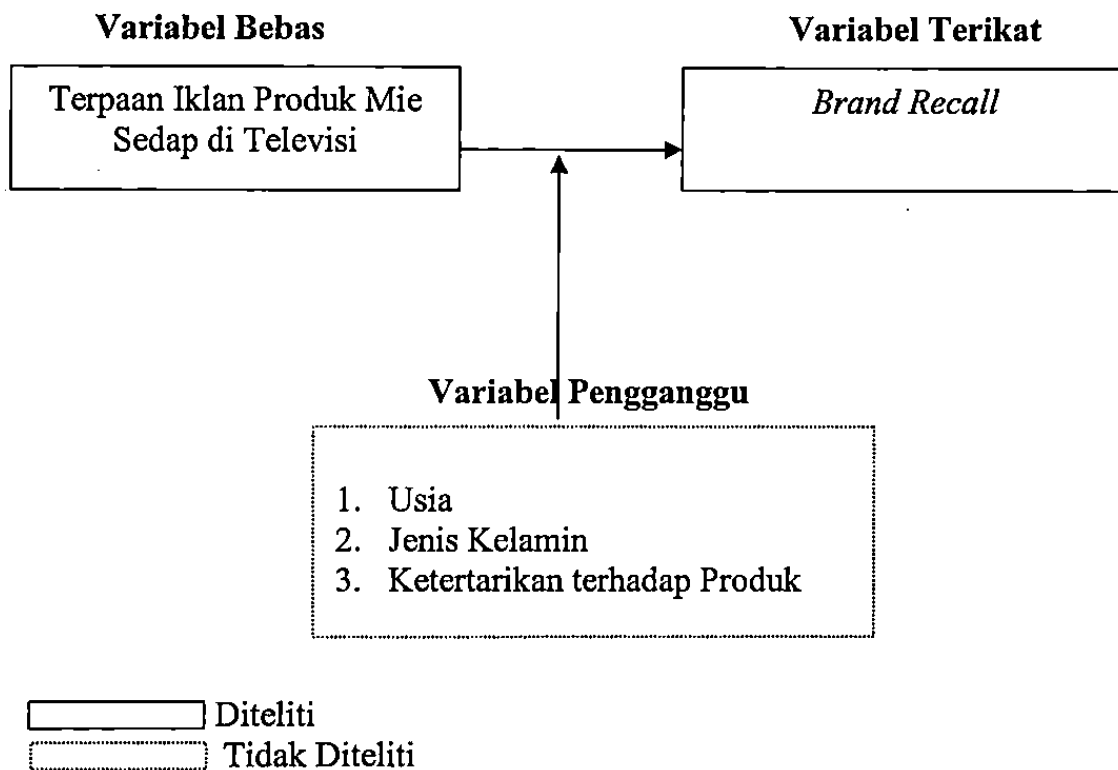 Variabel Bebas
Variabel Terikat
Terpaan Iklan Produk Mie
Sedap di Televisi
Brand Recall
Variabel Pengganggu
1. Usia
2. Jenis Kelamin
3. Ketertarikan terhadap Produk
Diteliti
Tidak Diteliti